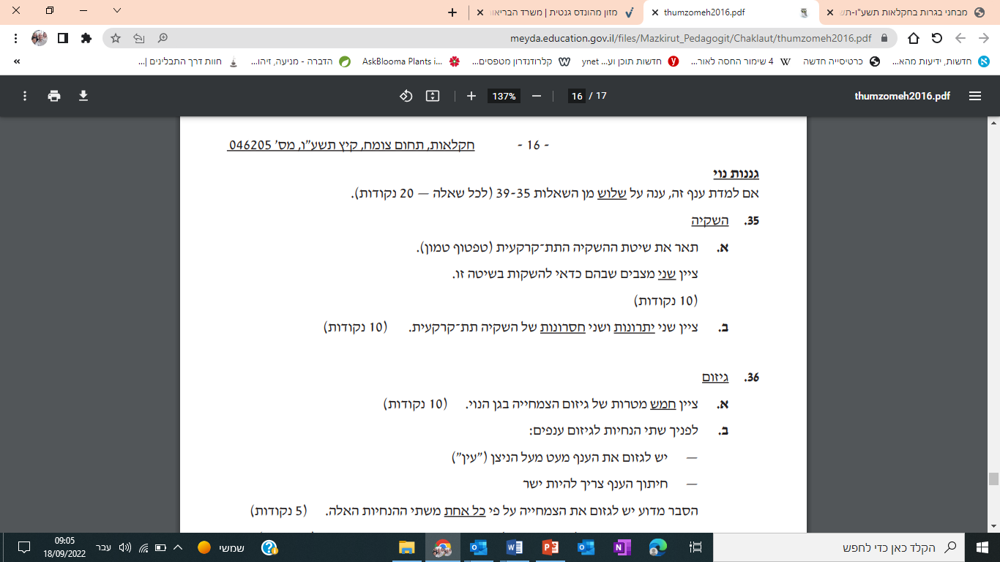 מבחני בגרות בחקלאות תשע"ו-תש
thumzomeh2016.pdf
מזון מהונדס גנטית | משרד הבריאות
meyda.education.gov.il/files/Mazkirut_Pedagogit/Chaklaut/thumzomeh2016.pdf
חדשות, ידיעות מהא...
כרטיסייה חדשה
4 שימור החסה לאור...
ynet חדשות תוכן וע...
קלרודנדרון מטפסים...
AskBlooma Plants i...
הדברה - מניעה, זיהו...
חוות דרך התבלינים |...
«
thumzomeh2016.pdf
16 / 17
137%
- 16 -
חקלאות, תחום צומח, קיץ תשע"ו, מס' 046205
גננות נוי
אם למדת ענף זה, ענה על שלוש מן השאלות 39-35 (לכל שאלה — 20 נקודות).
35. השקיה
א. תאר את שיטת ההשקיה התת־קרקעית (טפטוף טמון).
ציין שני מצבים שבהם כדאי להשקות בשיטה זו.
(10 נקודות)
ב. ציין שני יתרונות ושני חסרונות של השקיה תת־קרקעית. (10 נקודות)
36. גיזום
א. ציין חמש מטרות של גיזום הצמחייה בגן הנוי. (10 נקודות)
ב. לפניך שתי הנחיות לגיזום ענפים:
— יש לגזום את הענף מעט מעל הניצן ("עין")
— חיתוך הענף צריך להיות ישר
הסבר מדוע יש לגזום את הצמחייה על פי כל אחת משתי ההנחיות האלה. (5 נקודות)
הקלד כאן כדי לחפש
שמשי
עבר
09:05
18/09/2022